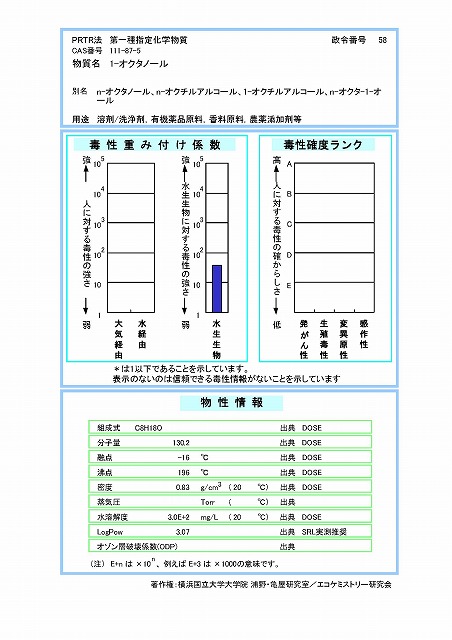 PRTR法 第一種指定化学物質 政令番号 58
CAS番号 111-87-5
物質名 1-オクタノール
別名 n-オクタノール、n-オクチルアルコール、1-オクチルアルコール、n-オクタ-1-オール
用途 溶剤/洗浄剤, 有機薬品原料, 香料原料, 農薬添加剤等
毒性重み付け係数
強 人に対する毒性の強さ 弱
10^5
10^4
10^3
10^2
10
1
大気経由 水経由
強 水生生物に対する毒性の強さ 弱
10^5
10^4
10^3
10^2
10
1
水生生物
毒性確度ランク
高 人に対する毒性の確からしさ 低
A
B
C
D
E
発がん性 生殖毒性 変異原性 感作性
*は1以下であることを示しています。
表示のないのは信頼できる毒性情報がないことを示しています
物性情報
組成式 C8H18O 出典 DOSE
分子量 130.2 出典 DOSE
融点 -16 ℃ 出典 DOSE
沸点 196 ℃ 出典 DOSE
密度 0.83 g/cm^3 (20 ℃) 出典 DOSE
蒸気圧 Torr ( ℃) 出典
水溶解度 3.0E+2 mg/L (20 ℃) 出典 DOSE
LogPow 3.07 出典 SRL実測推奨
オゾン層破壊係数(ODP) 出典
(注) E+n は ×10^n、例えば E+3 は ×1000の意味です。
著作権:横浜国立大学大学院 浦野・亀屋研究室/エコケミストリー研究会